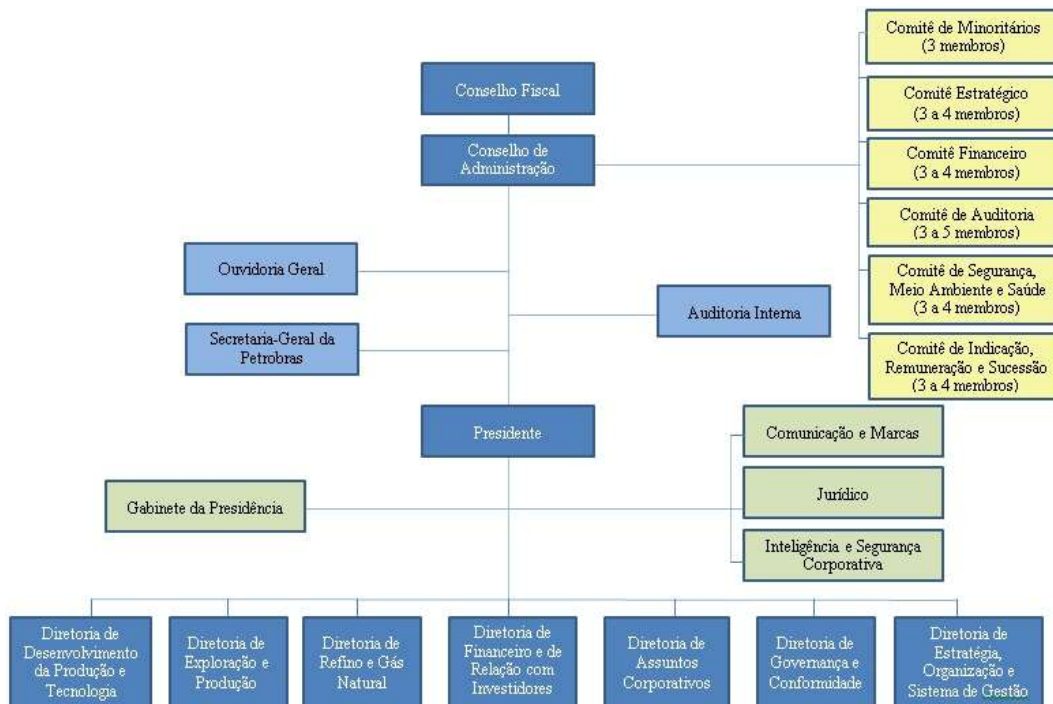 Comitê de Minoritários
(3 membros)
Conselho Fiscal
Comitê Estratégico
(3 a 4 membros)
Conselho de
Administração
Comitê Financeiro
(3 a 4 membros)
Comitê de Auditoria
(3 a 5 membros)
Ouvidoria Geral
Comitê de Segurança,
Meio Ambiente e Saúde
(3 a 4 membros)
Auditoria Interna
Secretaria-Geral da
Petrobras
Comitê de Indicação,
Remuneração e Sucessão
(3 a 4 membros)
Presidente
Comunicação e Marcas
Gabinete da Presidência
Jurídico
Inteligência e Segurança
Corporativa
Diretoria de
Desenvolvimento
da Produção e
Tecnologia
Diretoria de
Exploração e
Produção
Diretoria de
Refino e Gás
Natural
Diretoria de
Financeiro e de
Relação com
Investidores
Diretoria de
Assuntos
Corporativos
Diretoria de
Governança e
Conformidade
Diretoria de
Estratégia,
Organização e
Sistema de Gestão